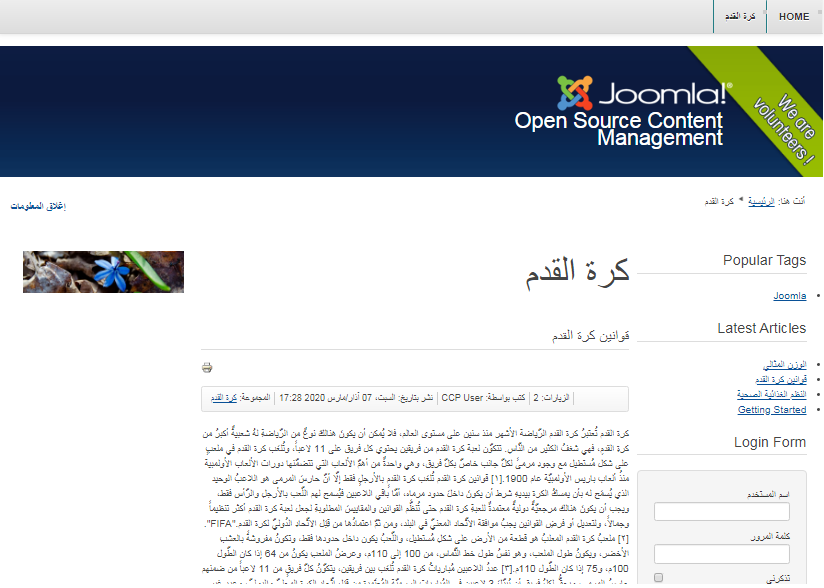 HOME
كرة القدم
Joomla!®
Open Source Content
Management
We are
volunteers!
أنت هنا: الرئيسية كرة القدم
إغلاق المعلومات
Popular Tags
Joomla
Latest Articles
الوزن المثالي
قوانين كرة القدم
النظم الغذائية الصحية
Getting Started
Login Form
اسم المستخدم
كلمة المرور
تذكرني
كرة القدم
قوانين كرة القدم
الزيارات: 2 | كتب بواسطة: CCP User | نشر بتاريخ: السبت، 07 آذار/مارس 2020 17:28 | المجموعة: كرة القدم
كرة القدم تُعتبرُ كرة القدم الرِّياضة الأشهر منذ سنين على مستوى العالم، فلا يُمكن أن يكونَ هنالك نوعٌ من الرِّياضةِ لهُ شعبيةٌ أكبرُ من
كرة القدم، فهي شغفُ الكثير من النَّاس. تتكوَّن لعبة كرة القدم من فريقين يحتوي كل فريق على 11 لاعباً، وتُلعَب كرة القدم في ملعبٍ
على شكلِ مُستطيل مع وجود مرمىً لكلِّ جانب خاصٍّ بكلِّ فريق، وهي واحدةٌ من أهمِّ الألعاب التي تتضمَّنها دورات الألعاب الأولمبية
منذُ ألعاب باريس الأولمبيَّة عام 1900.[١] قوانين كرة القدم تُلعَب كرة القدمِ بالأرجلِ فقط إلّا أنّ حارسَ المرمى هو اللاعبُ الوحيد
الذي يُسمَح له بأن يمسكَ الكرة بيديهِ شرط أن يكون داخلَ حدود مرماه، أمّا باقي اللاعبين فيُسمح لهم اللَّعب بالأرجلِ والرَّأس فقط،
ويجب أن يكونَ هنالك مرجعيَّةٌ دوليةٌ معتمدةٌ للعبةِ كرة القدم حتى تُنظِّم القوانين والمقاييس المطلوبة لجعل لعبة كرة القدم أكثر تنظيماً
وجمالاً، ولتعديل أو فرض القوانين يجبُ موافقة الاتِّحاد المعنيِّ في البلد، ومن ثمّ اعتمادُها من قِبل الاتِّحاد الدُّوليِّ لكرة القدم."FIFA".
[٢] ملعبُ كرة القدم المعنبُ هو قطعة من الأرض على شكلِ مُستطيل، واللَّعبُ يكون داخل حدودها فقط، وتكونُ مفروشةً بالعشب
الأخضر، ويكونُ طول الملعب، وهو نفسُ طول خط التَّماس، من 100 إلى 110م، وعرضُ الملعب يكونُ من 64 إذا كان الطُّول
100م، و75 إذا كان الطُّول 110م.[٣] عددُ اللاعبين مُبارياتُ كرة القدم تُلعَب بين فريقين، يتكوَّنُ كلُّ فريقٍ من 11 لاعباً من ضمنهم